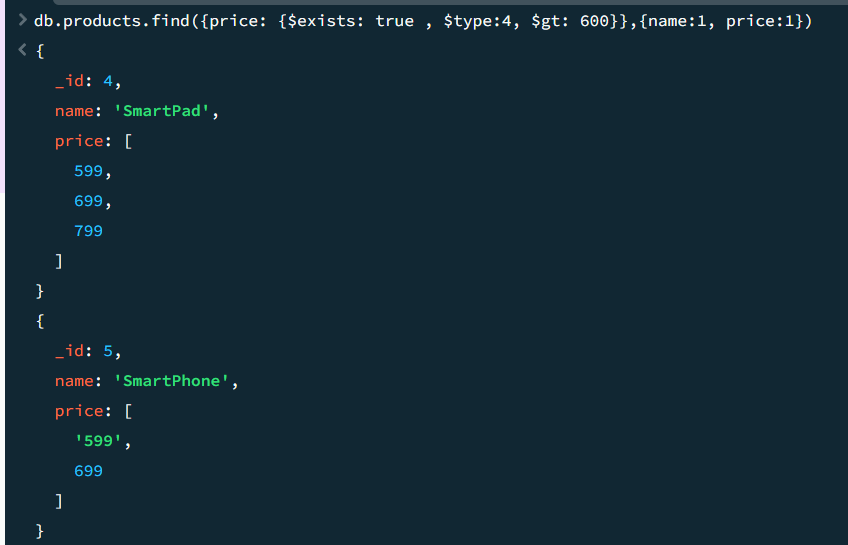 > db.products.find({price: {$exists: true , $type:4, $gt: 600}},{name:1, price:1})
< {
_id: 4,
name: 'SmartPad',
price: [
599,
699,
799
]
}
{
_id: 5,
name: 'SmartPhone',
price: [
'599',
699
]
}